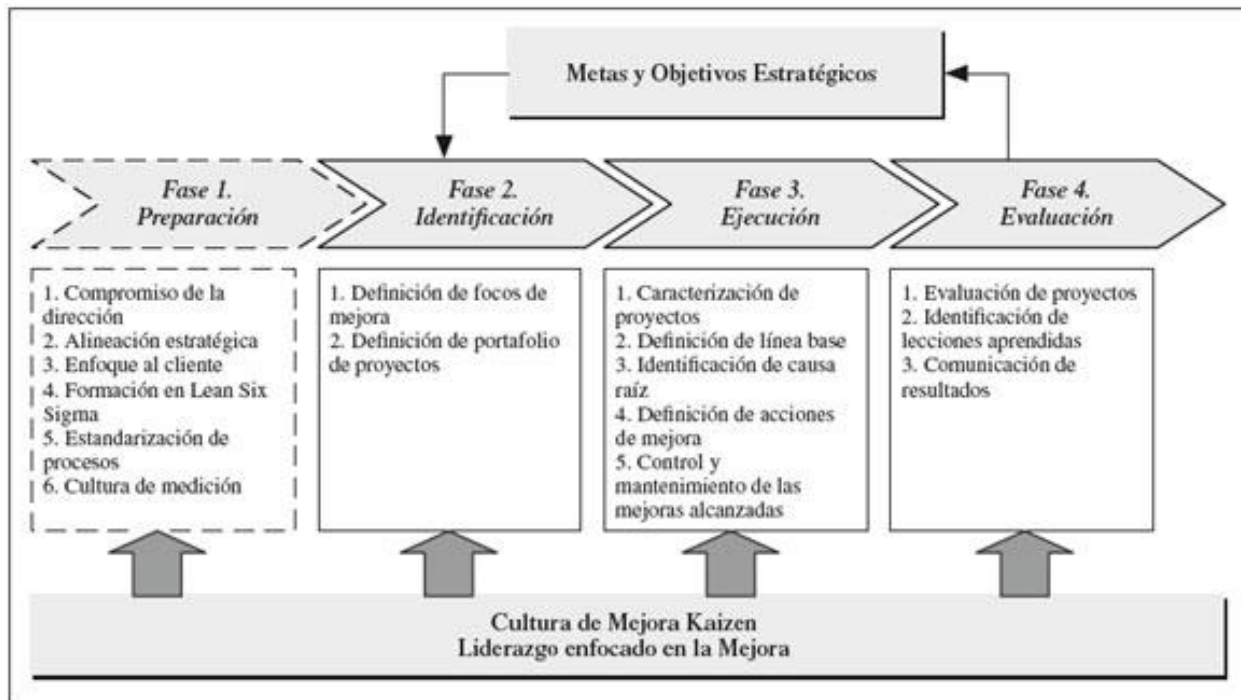 Metas y Objetivos Estratégicos
Fase 1.
Preparación
Fase 2.
Identificación
Fase 3.
Ejecución
Fase 4.
Evaluación
1. Compromiso de la
dirección
2. Alineación estratégica
3. Enfoque al cliente
4. Formación en Lean Six
Sigma
5. Estandarización de
procesos
6. Cultura de medición
1. Definición de focos de
mejora
2. Definición de portafolio
de proyectos
1. Caracterización de
proyectos
2. Definición de línea base
3. Identificación de causa
raíz
4. Definición de acciones
de mejora
5. Control y
mantenimiento de las
mejoras alcanzadas
1. Evaluación de proyectos
2. Identificación de
lecciones aprendidas
3. Comunicación de
resultados
Cultura de Mejora Kaizen
Liderazgo enfocado en la Mejora